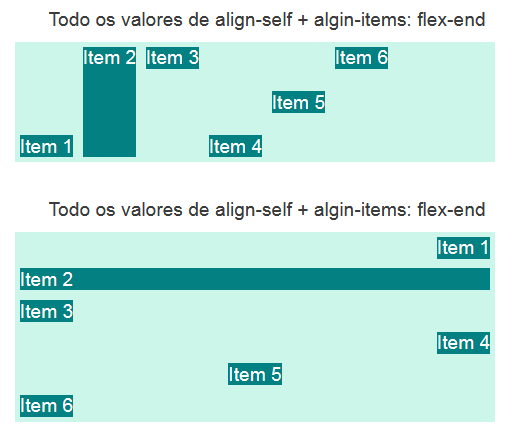 Todo os valores de align-self + algin-items: flex-end
Item 2 Item 3 Item 6
Item 5
Item 1 Item 4
Todo os valores de align-self + algin-items: flex-end
Item 1
Item 2
Item 3
Item 4
Item 5
Item 6